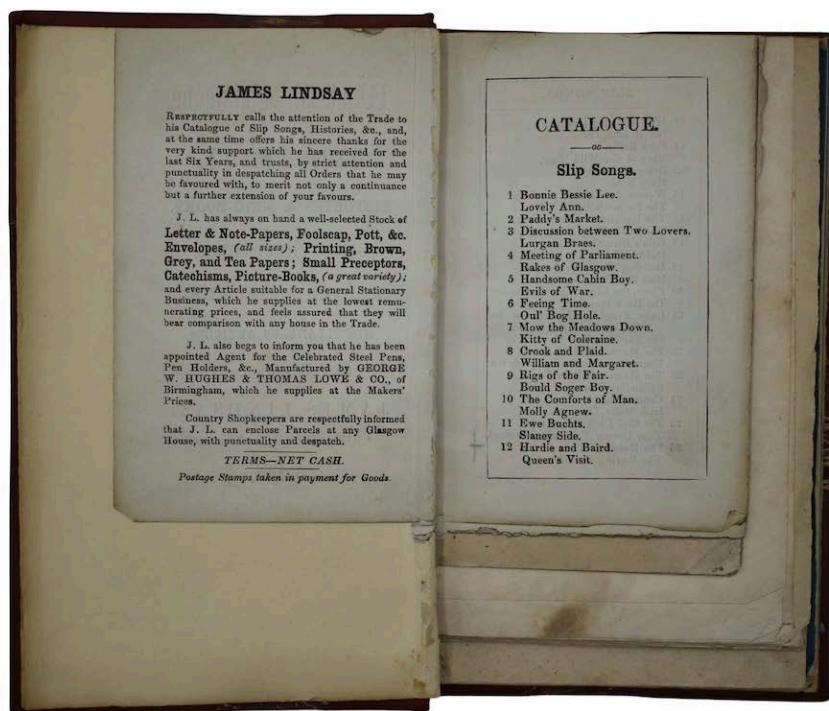 JAMES LINDSAY
RESPECTFULLY calls the attention of the Trade to
his Catalogue of Slip Songs, Histories, &c., and,
at the same time offers his sincere thanks for the
very kind support which he has received for the
last Six Years, and trusts, by strict attention and
punctuality in despatching all Orders that he may
be favoured with, to merit not only a continuance
but a further extension of your favours.
J. L. has always on hand a well-selected Stock of
Letter & Note-Papers, Foolscap, Pott, &c.
Envelopes, (all sizes); Printing, Brown,
Grey, and Tea Papers; Small Preceptors,
Catechisms, Picture-Books, (a great variety);
and every Article suitable for a General Stationary
Business, which he supplies at the lowest remu-
nerating prices, and feels assured that they will
bear comparison with any house in the Trade.
J. L. also begs to inform you that he has been
appointed Agent for the Celebrated Steel Pens,
Pen Holders, &c., Manufactured by GEORGE
W. HUGHES & THOMAS LOWE & CO., of
Birmingham, which he supplies at the Makers'
Prices.
Country Shopkeepers are respectfully informed
that J. L. can enclose Parcels at any Glasgow
House, with punctuality and despatch.
TERMS—NET CASH.
Postage Stamps taken in payment for Goods.
CATALOGUE.
Slip Songs.
1 Bonnie Bessie Lee.
Lovely Ann.
2 Paddy's Market.
3 Discussion between Two Lovers.
Lurgan Braes.
4 Meeting of Parliament.
Rakes of Glasgow.
5 Handsome Cabin Boy.
Evils of War.
6 Feeing Time.
Oul' Bog Hole.
7 Mow the Meadows Down.
Kitty of Coleraine.
8 Crook and Plaid.
William and Margaret.
9 Rigs of the Fair.
Bould Soger Boy.
10 The Comforts of Man.
Molly Agnew.
11 Ewe Buchts.
Slaney Side.
12 Hardie and Baird.
Queen's Visit.